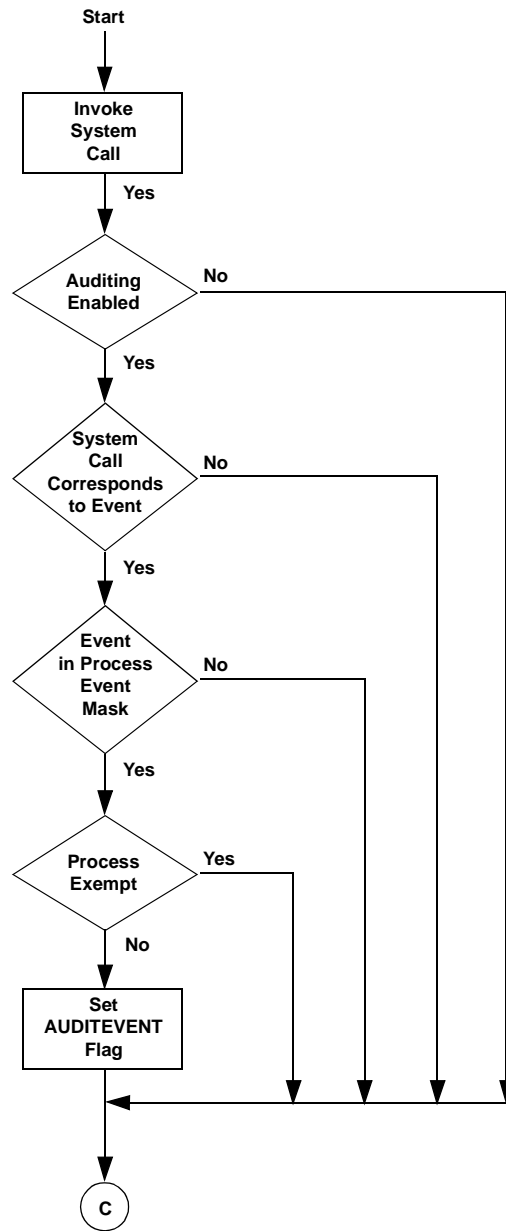 Start
Invoke
System
Call
Yes
Auditing
Enabled
No
Yes
System
Call
Corresponds
to Event
No
Yes
Event
in Process
Event
Mask
No
Yes
Process
Exempt
Yes
No
Set
AUDITEVENT
Flag
C